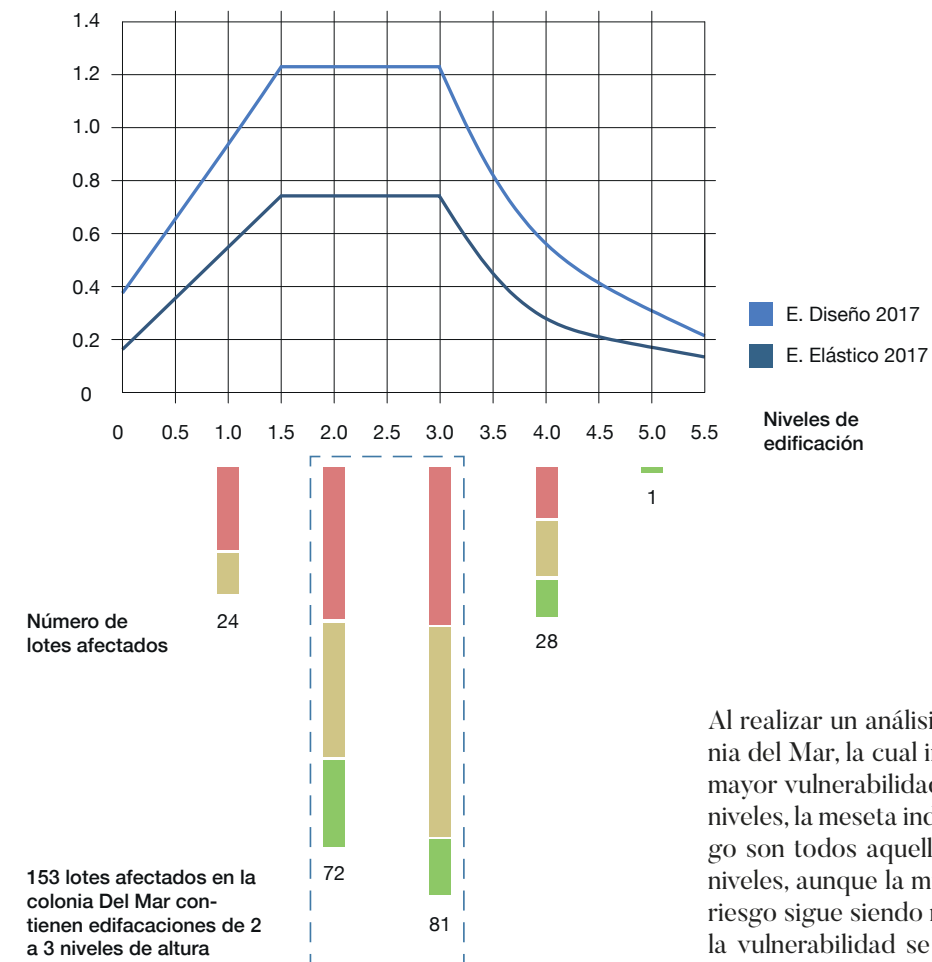 1.4
1.2
1.0
0.8
0.6
0.4
0.2
0
0 0.5 1.0 1.5 2.0 2.5 3.0 3.5 4.0 4.5 5.0 5.5
E. Diseño 2017
E. Elástico 2017
Niveles de
edificación
Número de
lotes afectados
24
72
81
28
1
153 lotes afectados en la
colonia Del Mar con-
tienen edifacaciones de 2
a 3 niveles de altura
Al realizar un análisi
nia del Mar, la cual i
mayor vulnerabilidad
niveles, la meseta ind
go son todos aquell
niveles, aunque la m
riesgo sigue siendo
la vulnerabilidad se